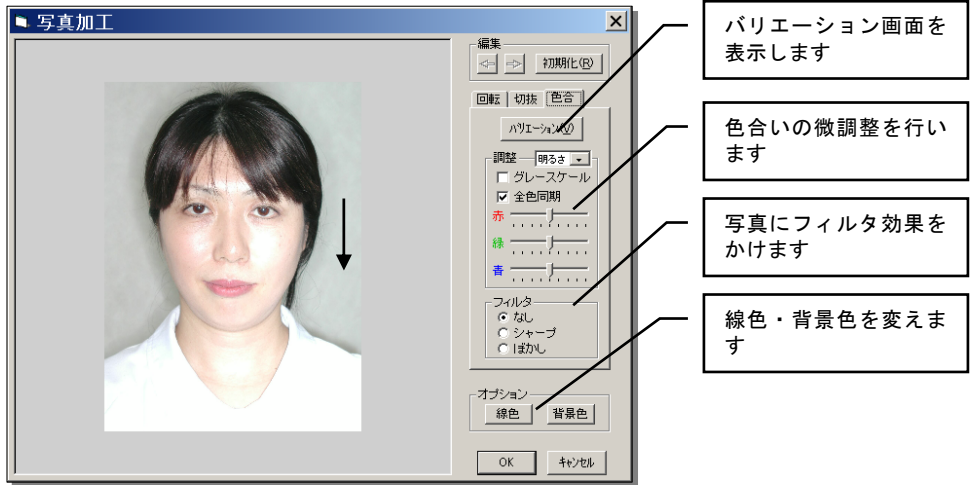 写真加工
編集
初期化(R)
回転 切抜 色合
バリエーション(V)
調整 明るさ
グレースケール
全色同期
赤
緑
青
フィルタ
なし
シャープ
ぼかし
オプション
線色 背景色
OK キャンセル
バリエーション画面を
表示します
色合いの微調整を行い
ます
写真にフィルタ効果を
かけます
線色・背景色を変えま
す